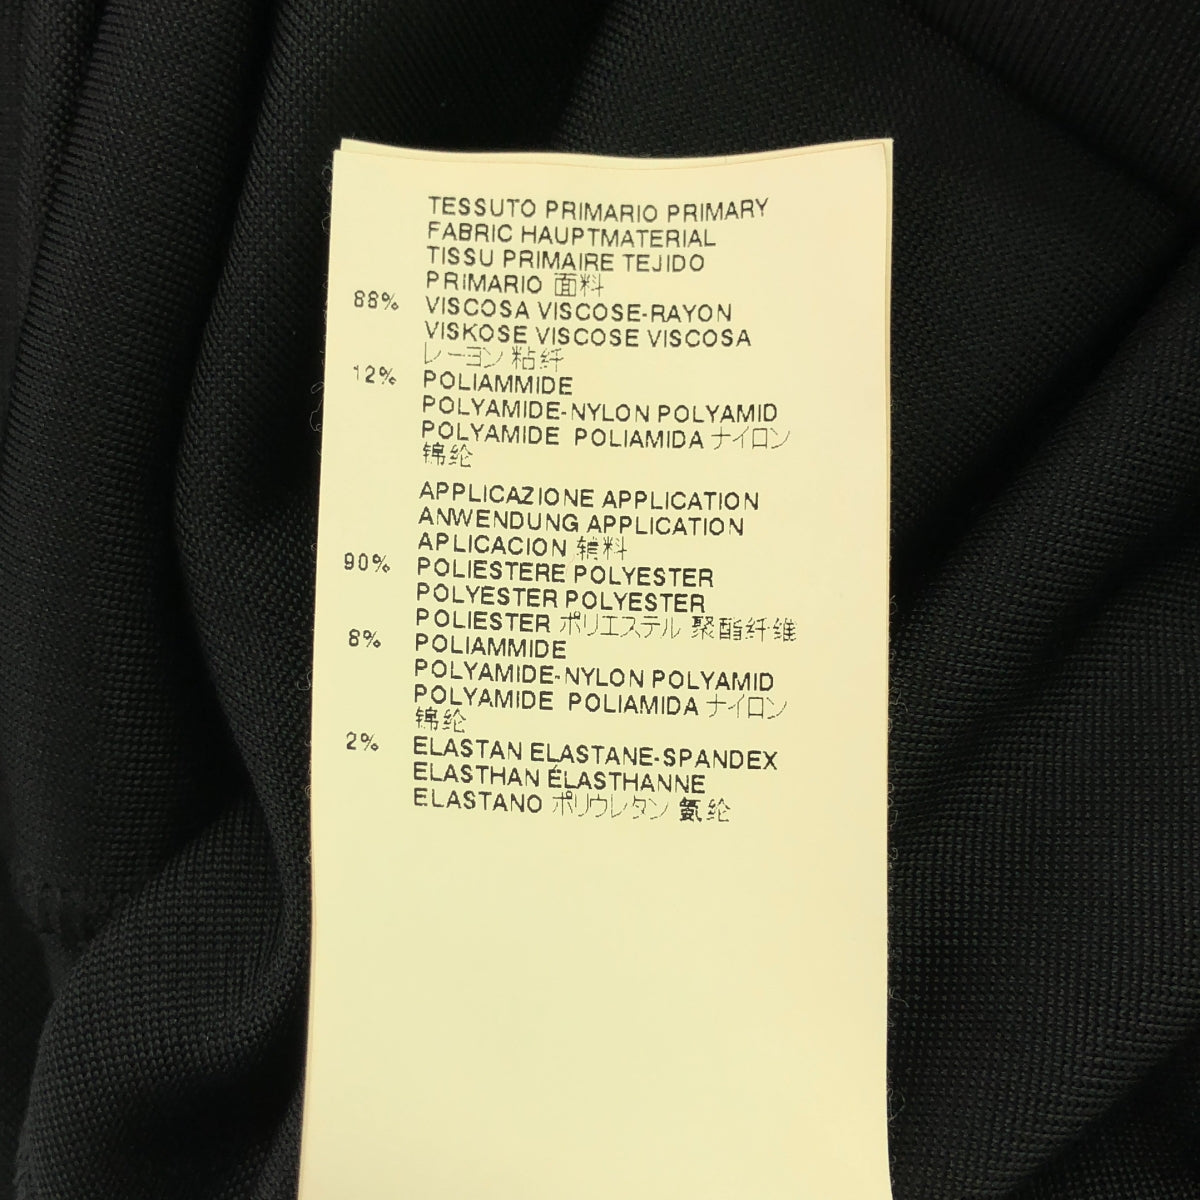 TESSUTO PRIMARIO PRIMARY
FABRIC HAUPTMATERIAL
TISSU PRIMAIRE TEJIDO
PRIMARIO 面料
88% VISCOSA VISCOSE-RAYON
VISKOSE VISCOSE VISCOSA
レーヨン 粘纤
12% POLIAMMIDE
POLYAMIDE-NYLON POLYAMID
POLYAMIDE POLIAMIDA ナイロン
锦纶
APPLICAZIONE APPLICATION
ANWENDUNG APPLICATION
APLICACION 辅料
90% POLIESTERE POLYESTER
POLYESTER POLYESTER
POLIESTER ポリエステル 聚酯纤维
8% POLIAMMIDE
POLYAMIDE-NYLON POLYAMID
POLYAMIDE POLIAMIDA ナイロン
锦纶
2% ELASTAN ELASTANE-SPANDEX
ELASTHAN ÉLASTHANNE
ELASTANO ポリウレタン 氨纶